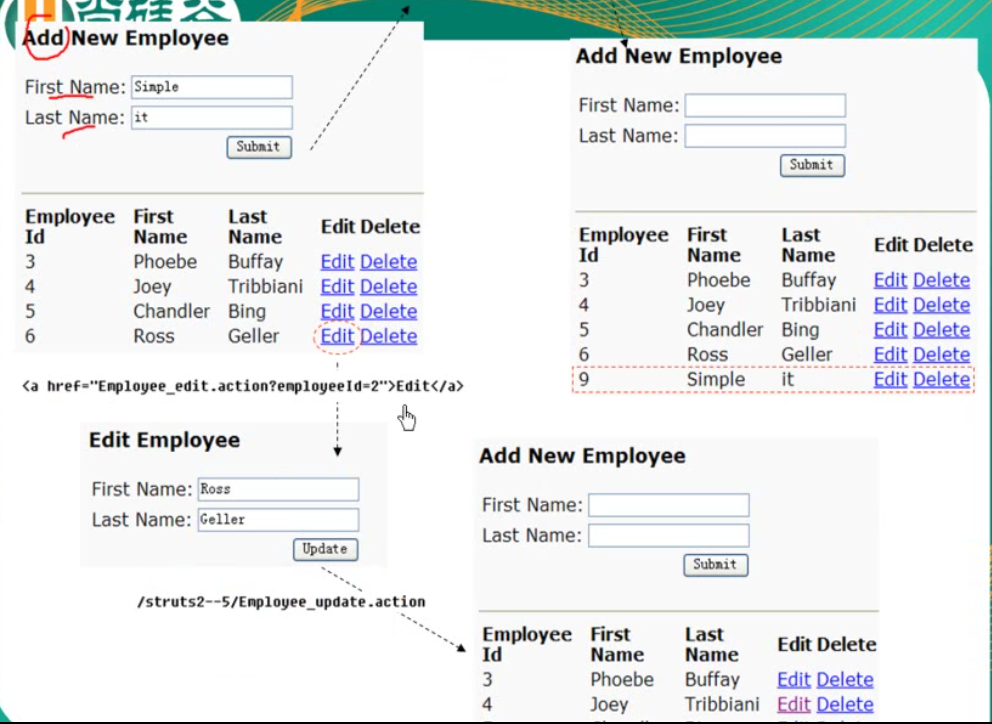 尚硅谷
Add New Employee
First Name: Simple
Last Name: it
Submit
Employee Id First Name Last Name Edit Delete
3 Phoebe Buffay Edit Delete
4 Joey Tribbiani Edit Delete
5 Chandler Bing Edit Delete
6 Ross Geller Edit Delete
<a href="Employee_edit.action?employeeId=2">Edit</a>
Add New Employee
First Name:
Last Name:
Submit
Employee Id First Name Last Name Edit Delete
3 Phoebe Buffay Edit Delete
4 Joey Tribbiani Edit Delete
5 Chandler Bing Edit Delete
6 Ross Geller Edit Delete
9 Simple it Edit Delete
Edit Employee
First Name: Ross
Last Name: Geller
Update
/struts2--5/Employee_update.action
Add New Employee
First Name:
Last Name:
Submit
Employee Id First Name Last Name Edit Delete
3 Phoebe Buffay Edit Delete
4 Joey Tribbiani Edit Delete